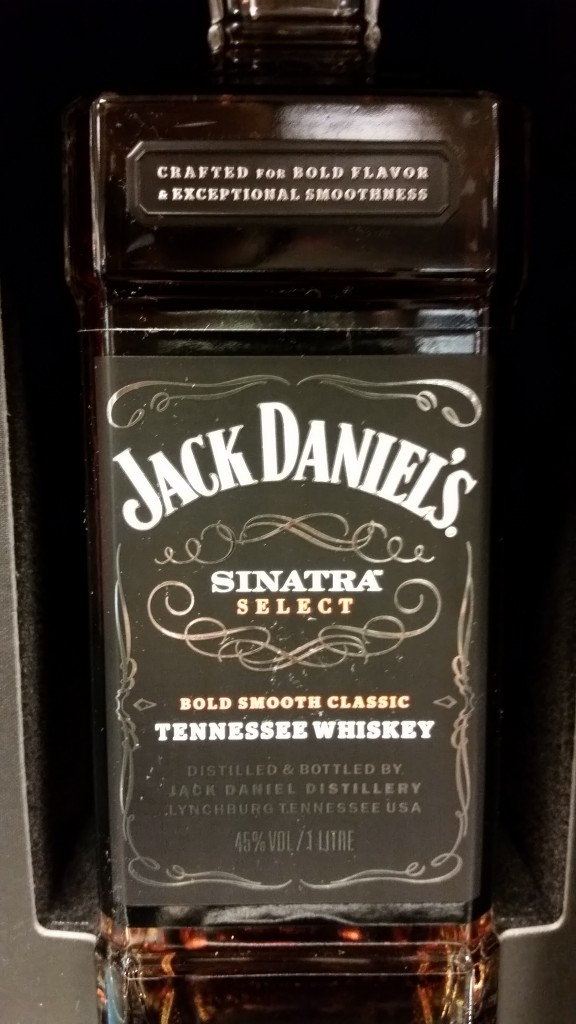 CRAFTED FOR BOLD FLAVOR
& EXCEPTIONAL SMOOTHNESS
JACK DANIEL'S
SINATRA™
SELECT
BOLD SMOOTH CLASSIC
TENNESSEE WHISKEY
DISTILLED & BOTTLED BY
JACK DANIEL DISTILLERY
LYNCHBURG TENNESSEE USA
45% VOL / 1 LITRE